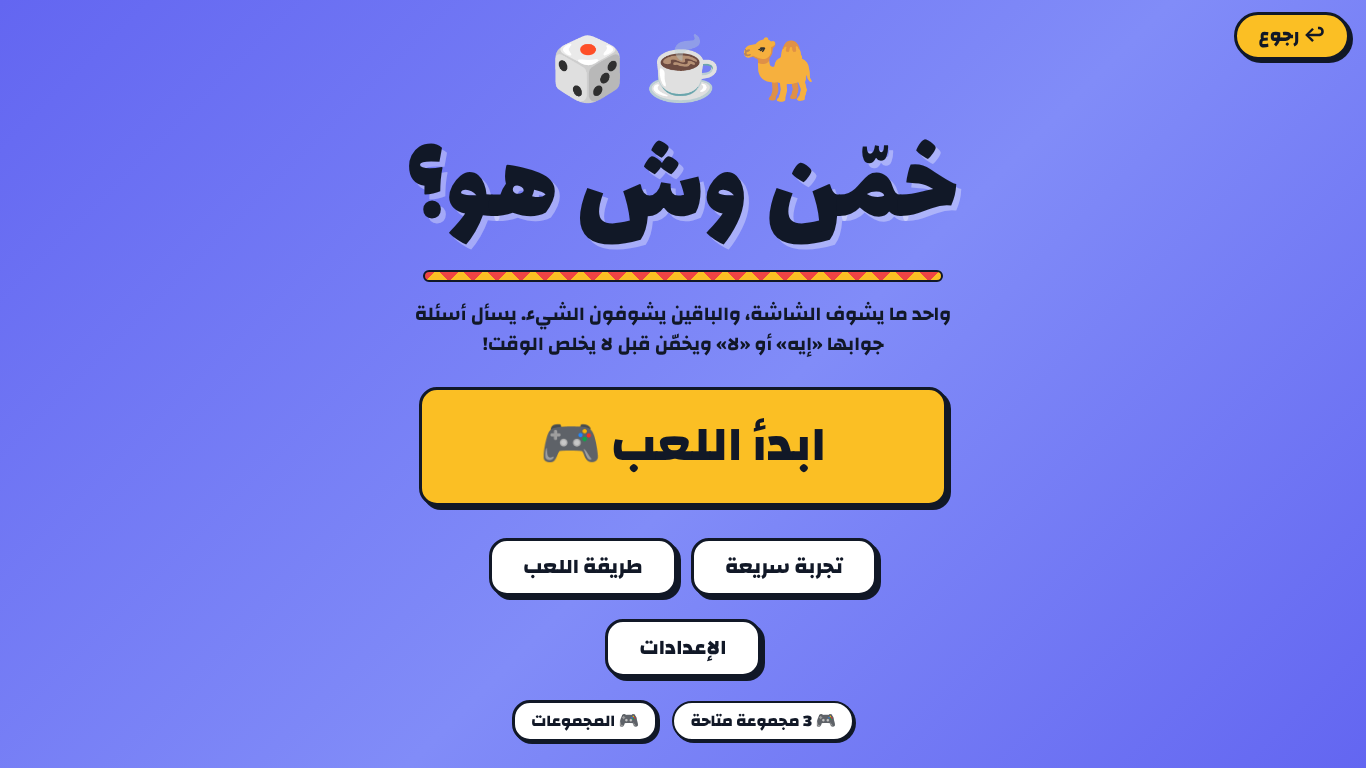 رجوع
خمّن وش هو؟
واحد ما يشوف الشاشة، والباقين يشوفون الشيء. يسأل أسئلة
جوابها «إيه» أو «لا» ويخمّن قبل لا يخلص الوقت!
ابدأ اللعب
تجربة سريعة
طريقة اللعب
الإعدادات
3 مجموعة متاحة
المجموعات